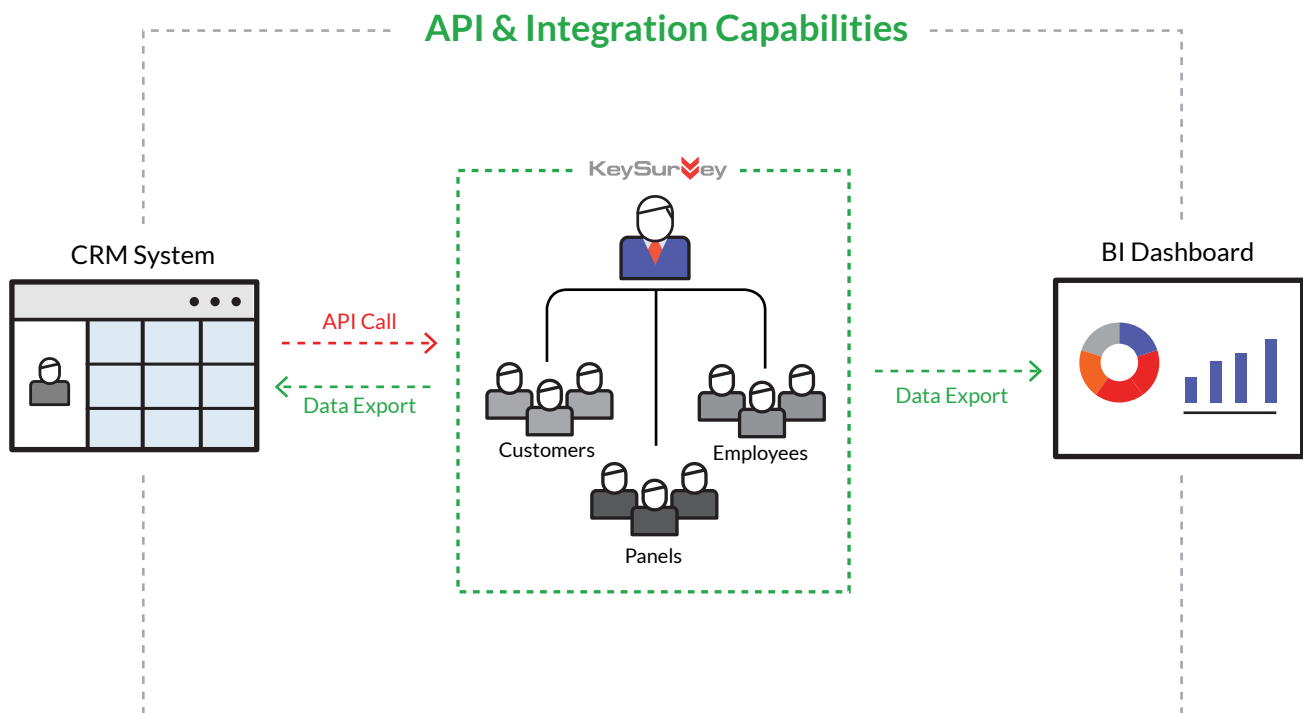 API & Integration Capabilities
KeySurvey
CRM System
BI Dashboard
API Call
Data Export
Data Export
Customers
Employees
Panels